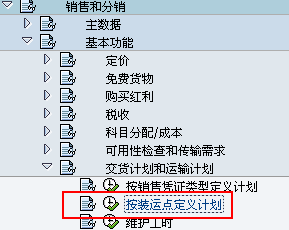 销售和分销
主数据
基本功能
定价
免费货物
购买红利
税收
科目分配/成本
可用性检查和传输需求
交货计划和运输计划
按销售凭证类型定义计划
按装运点定义计划
维护工时